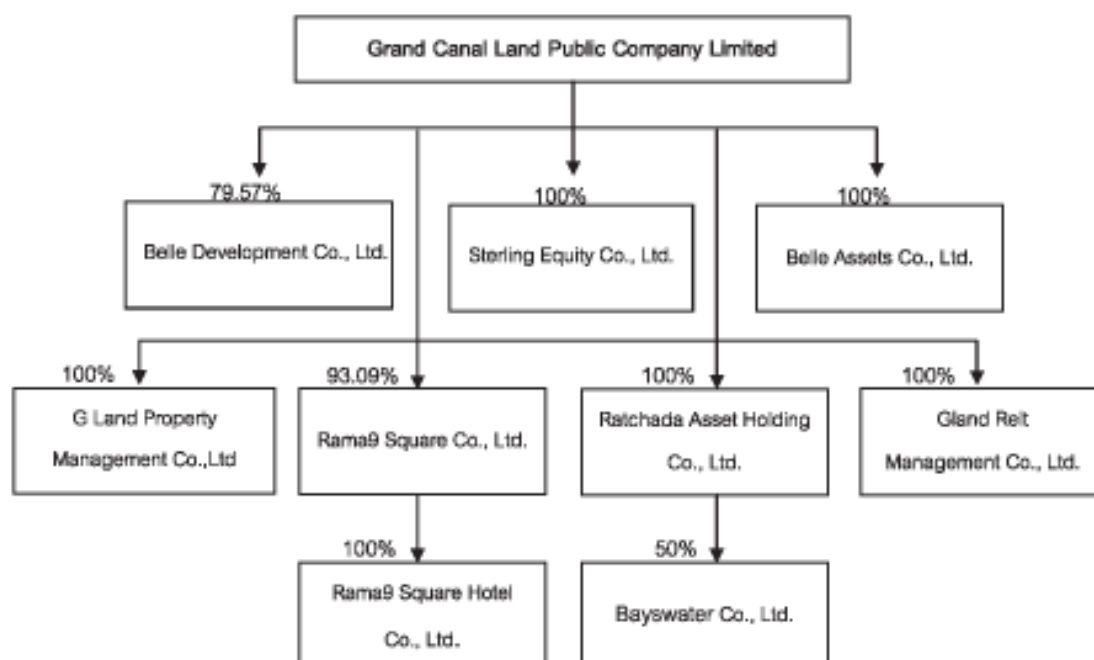 Grand Canal Land Public Company Limited
79.57%
100%
100%
Belle Development Co., Ltd.
Sterling Equity Co., Ltd.
Belle Assets Co., Ltd.
100%
93.09%
100%
100%
G Land Property
Management Co.,Ltd
Rama9 Square Co., Ltd.
Ratchada Asset Holding
Co., Ltd.
Gland Reit
Management Co., Ltd.
100%
50%
Rama9 Square Hotel
Co., Ltd.
Bayswater Co., Ltd.